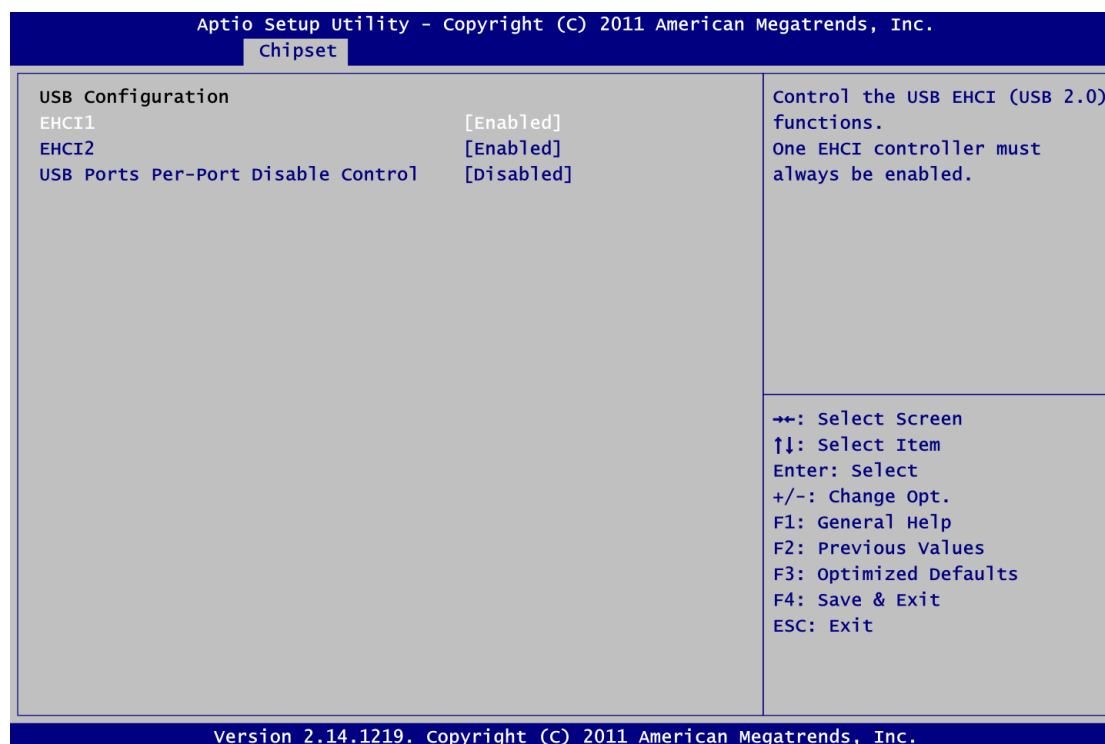 Aptio Setup Utility - Copyright (C) 2011 American Megatrends, Inc.
Chipset
USB Configuration
EHCI1 [Enabled]
EHCI2 [Enabled]
USB Ports Per-Port Disable Control [Disabled]
Control the USB EHCI (USB 2.0)
functions.
One EHCI controller must
always be enabled.
→←: Select Screen
↑↓: Select Item
Enter: Select
+/-: Change Opt.
F1: General Help
F2: Previous Values
F3: Optimized Defaults
F4: Save & Exit
ESC: Exit
Version 2.14.1219. Copyright (C) 2011 American Megatrends, Inc.